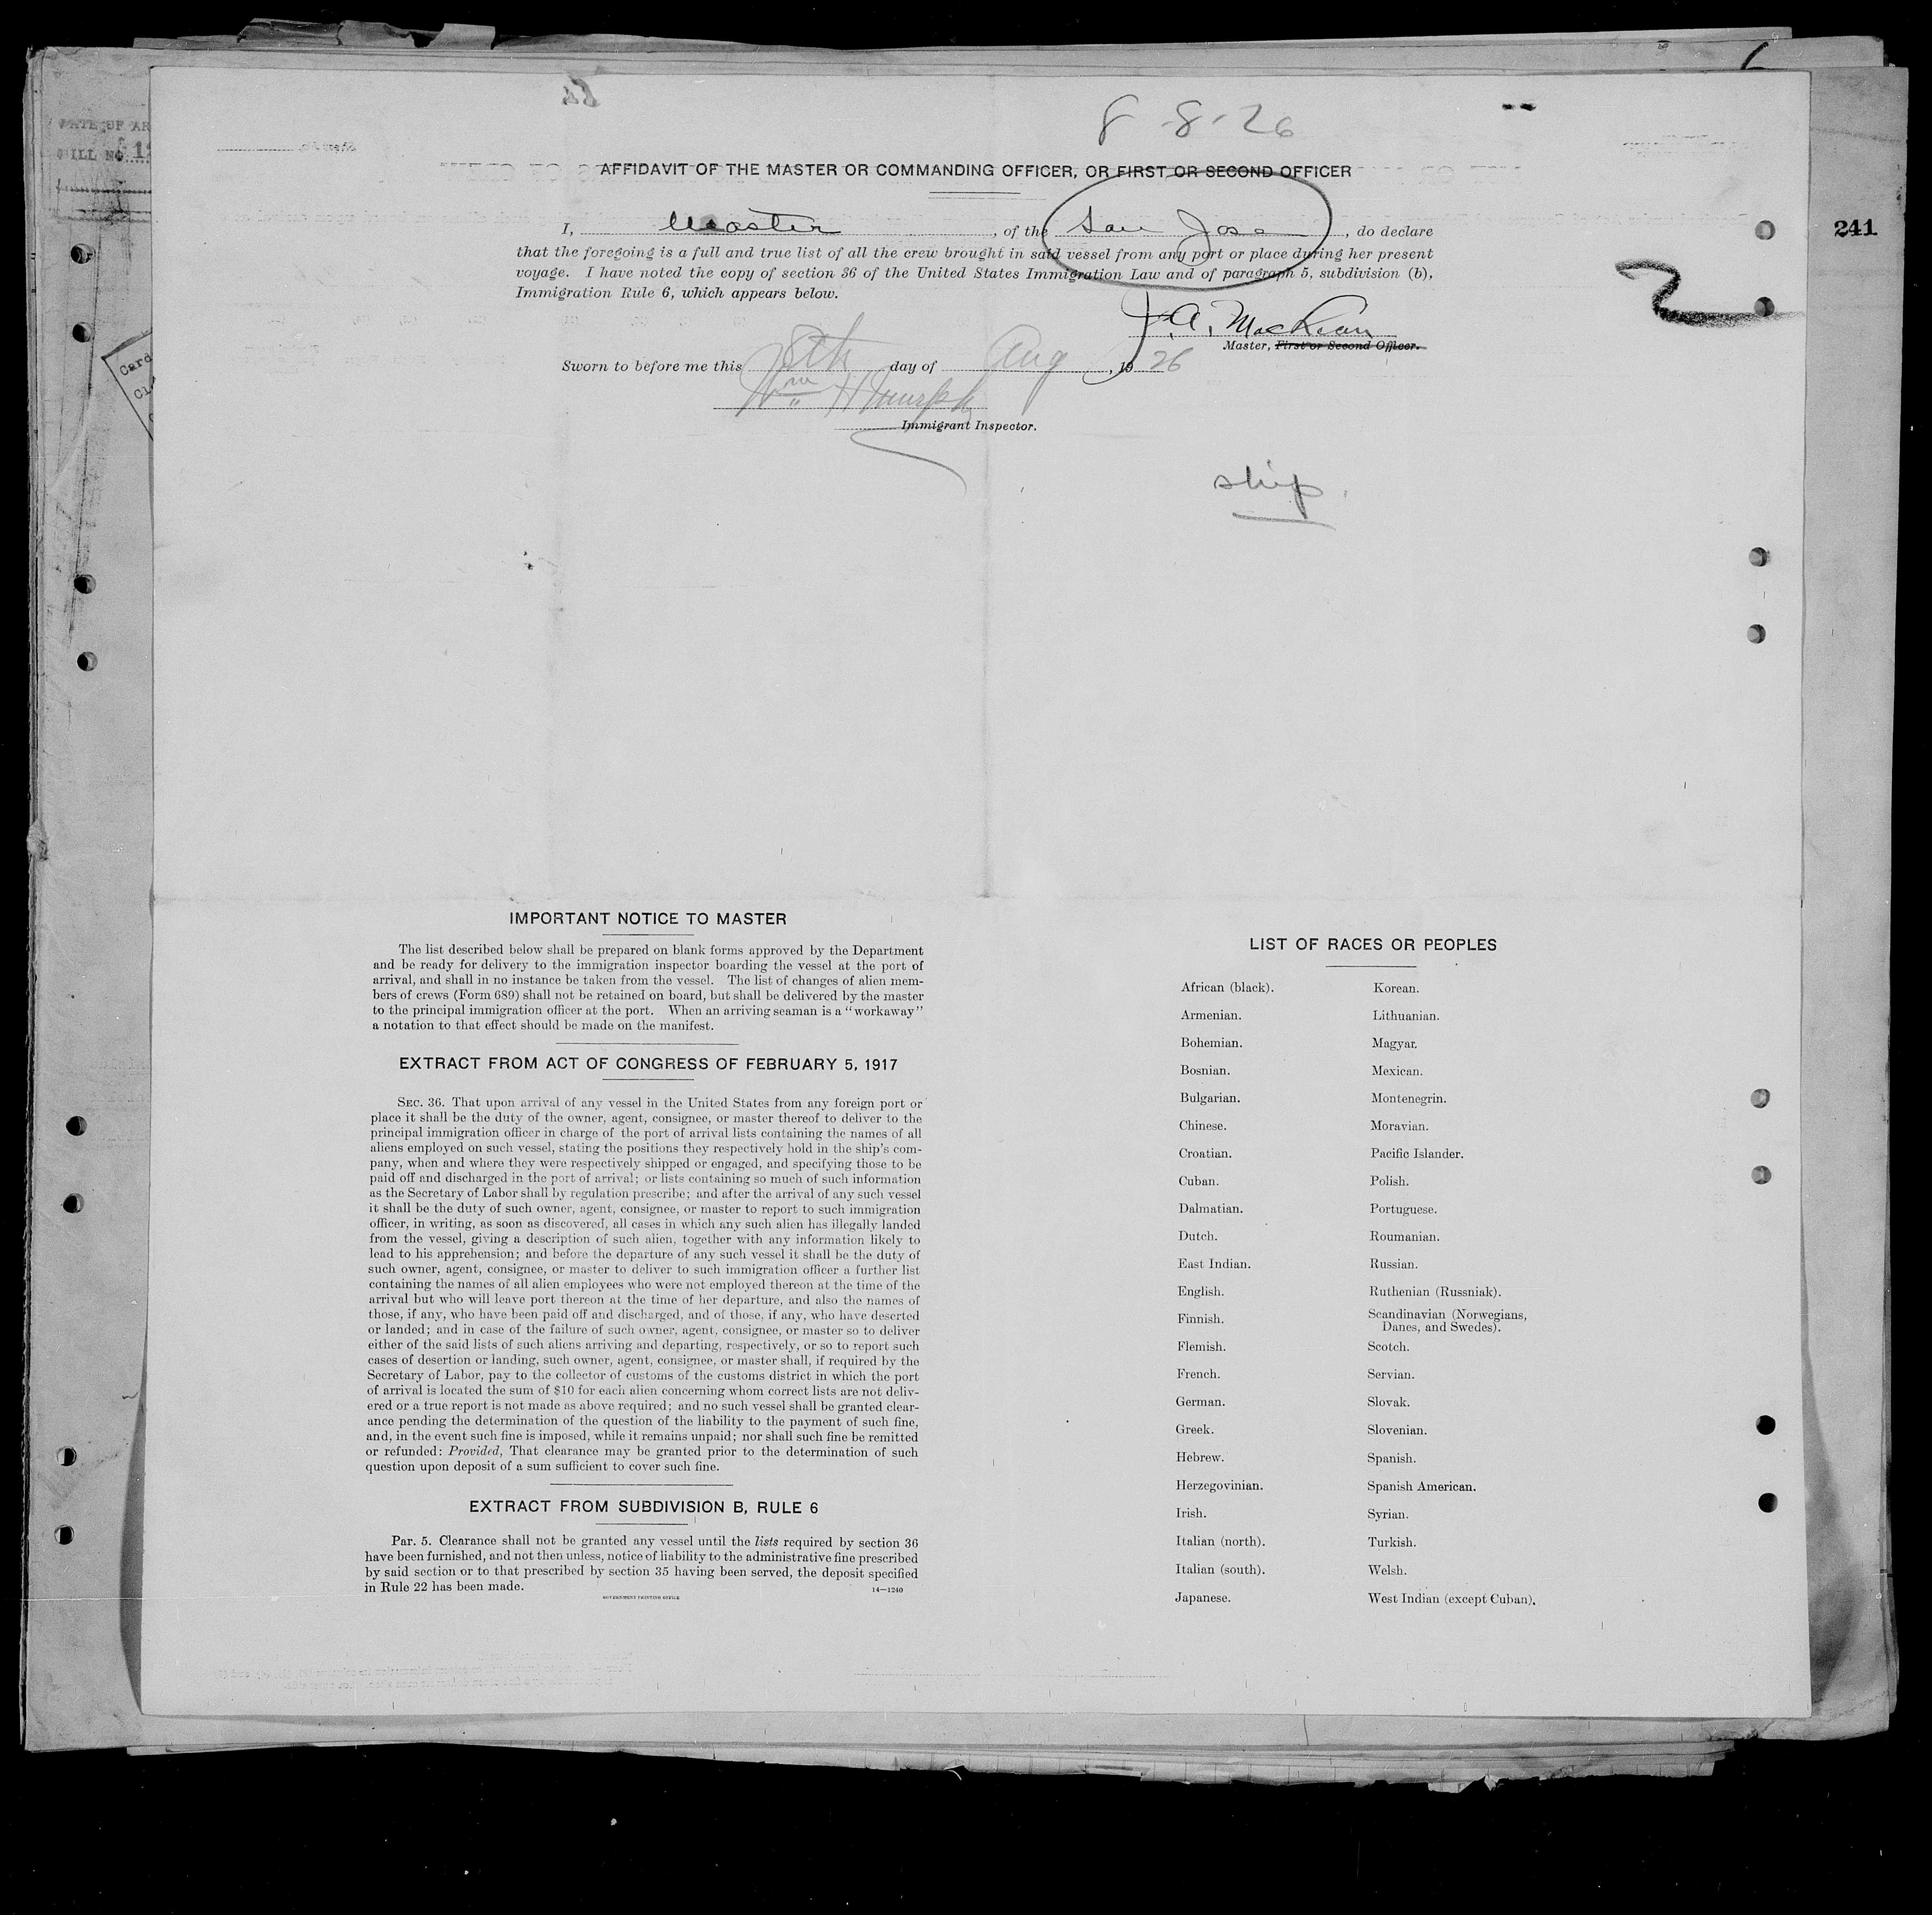 8-8-26
AFFIDAVIT OF THE MASTER OR COMMANDING OFFICER, OR FIRST OR SECOND OFFICER
I, Master, of the San Jose, do declare
that the foregoing is a full and true list of all the crew brought in said vessel from any port or place during her present
voyage. I have noted the copy of section 36 of the United States Immigration Law and of paragraph 5, subdivision (b),
Immigration Rule 6, which appears below.
241
2
J. A. MacKean
Master, First or Second Officer.
Sworn to before me this 8th day of Aug, 1926
Wm H Murphy
Immigrant Inspector.
ship
IMPORTANT NOTICE TO MASTER
The list described below shall be prepared on blank forms approved by the Department
and be ready for delivery to the immigration inspector boarding the vessel at the port of
arrival, and shall in no instance be taken from the vessel. The list of changes of alien mem-
bers of crews (Form 689) shall not be retained on board, but shall be delivered by the master
to the principal immigration officer at the port. When an arriving seaman is a "workaway"
a notation to that effect should be made on the manifest.
EXTRACT FROM ACT OF CONGRESS OF FEBRUARY 5, 1917
SEC. 36. That upon arrival of any vessel in the United States from any foreign port or
place it shall be the duty of the owner, agent, consignee, or master thereof to deliver to the
principal immigration officer in charge of the port of arrival lists containing the names of all
aliens employed on such vessel, stating the positions they respectively hold in the ship's com-
pany, when and where they were respectively shipped or engaged, and specifying those to be
paid off and discharged in the port of arrival; or lists containing so much of such information
as the Secretary of Labor shall by regulation prescribe; and after the arrival of any such vessel
it shall be the duty of such owner, agent, consignee, or master to report to such immigration
officer, in writing, as soon as discovered, all cases in which any such alien has illegally landed
from the vessel, giving a description of such alien, together with any information likely to
lead to his apprehension; and before the departure of any such vessel it shall be the duty of
such owner, agent, consignee, or master to deliver to such immigration officer a further list
containing the names of all alien employees who were not employed thereon at the time of the
arrival but who will leave port thereon at the time of her departure, and also the names of
those, if any, who have been paid off and discharged, and of those, if any, who have deserted
or landed; and in case of the failure of such owner, agent, consignee, or master so to deliver
either of the said lists of such aliens arriving and departing, respectively, or so to report such
cases of desertion or landing, such owner, agent, consignee, or master shall, if required by the
Secretary of Labor, pay to the collector of customs of the customs district in which the port
of arrival is located the sum of $10 for each alien concerning whom correct lists are not deliv-
ered or a true report is not made as above required; and no such vessel shall be granted clear-
ance pending the determination of the question of the liability to the payment of such fine,
and, in the event such fine is imposed, while it remains unpaid; nor shall such fine be remitted
or refunded: Provided, That clearance may be granted prior to the determination of such
question upon deposit of a sum sufficient to cover such fine.
EXTRACT FROM SUBDIVISION B, RULE 6
Par. 5. Clearance shall not be granted any vessel until the lists required by section 36
have been furnished, and not then unless, notice of liability to the administrative fine prescribed
by said section or to that prescribed by section 35 having been served, the deposit specified
in Rule 22 has been made.
14—1240
GOVERNMENT PRINTING OFFICE
LIST OF RACES OR PEOPLES
African (black).
Armenian.
Bohemian.
Bosnian.
Bulgarian.
Chinese.
Croatian.
Cuban.
Dalmatian.
Dutch.
East Indian.
English.
Finnish.
Flemish.
French.
German.
Greek.
Hebrew.
Herzegovinian.
Irish.
Italian (north).
Italian (south).
Japanese.
Korean.
Lithuanian.
Magyar.
Mexican.
Montenegrin.
Moravian.
Pacific Islander.
Polish.
Portuguese.
Roumanian.
Russian.
Ruthenian (Russniak).
Scandinavian (Norwegians,
Danes, and Swedes).
Scotch.
Servian.
Slovak.
Slovenian.
Spanish.
Spanish American.
Syrian.
Turkish.
Welsh.
West Indian (except Cuban).